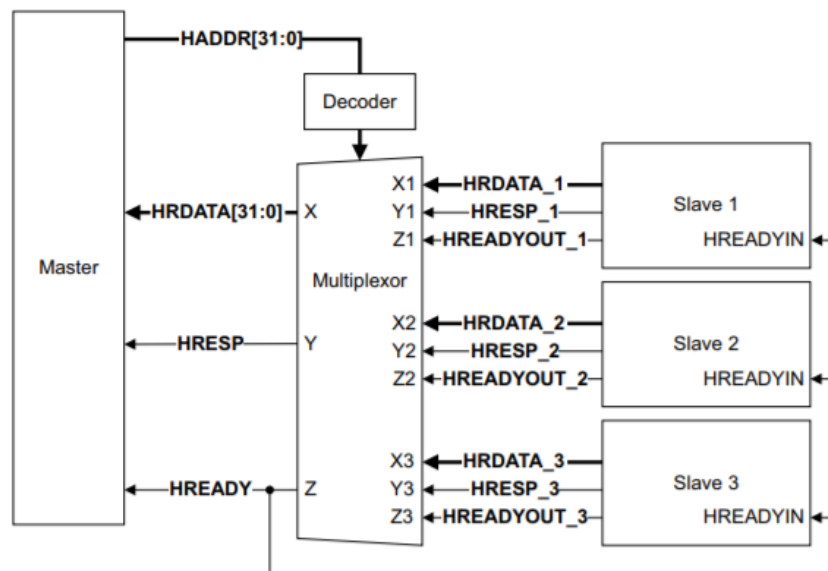 HADDR[31:0]
Decoder
Master
HRDATA[31:0]
HRESP
HREADY
X
Y
Z
Multiplexor
X1
Y1
Z1
X2
Y2
Z2
X3
Y3
Z3
HRDATA_1
HRESP_1
HREADYOUT_1
Slave 1
HREADYIN
HRDATA_2
HRESP_2
HREADYOUT_2
Slave 2
HREADYIN
HRDATA_3
HRESP_3
HREADYOUT_3
Slave 3
HREADYIN